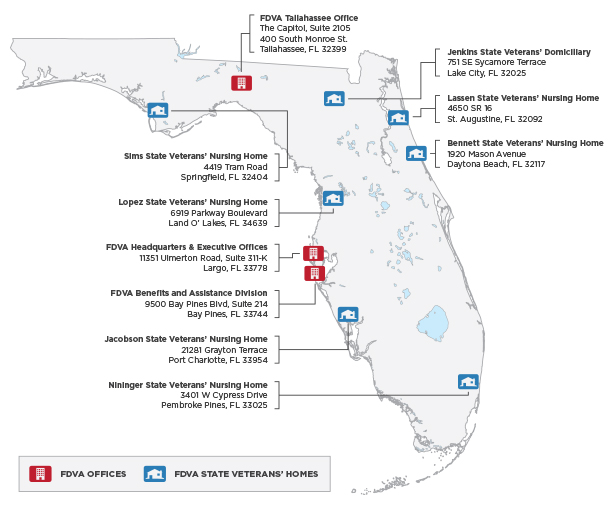 FDVA Tallahassee Office
The Capitol, Suite 2105
400 South Monroe St.
Tallahassee, FL 32399
Jenkins State Veterans' Domiciliary
751 SE Sycamore Terrace
Lake City, FL 32025
Lassen State Veterans' Nursing Home
4650 SR 16
St. Augustine, FL 32092
Bennett State Veterans' Nursing Home
1920 Mason Avenue
Daytona Beach, FL 32117
Sims State Veterans' Nursing Home
4419 Tram Road
Springfield, FL 32404
Lopez State Veterans' Nursing Home
6919 Parkway Boulevard
Land O' Lakes, FL 34639
FDVA Headquarters & Executive Offices
11351 Ulmerton Road, Suite 311-K
Largo, FL 33778
FDVA Benefits and Assistance Division
9500 Bay Pines Blvd, Suite 214
Bay Pines, FL 33744
Jacobson State Veterans' Nursing Home
21281 Grayton Terrace
Port Charlotte, FL 33954
Nininger State Veterans' Nursing Home
3401 W Cypress Drive
Pembroke Pines, FL 33025
FDVA OFFICES
FDVA STATE VETERANS' HOMES